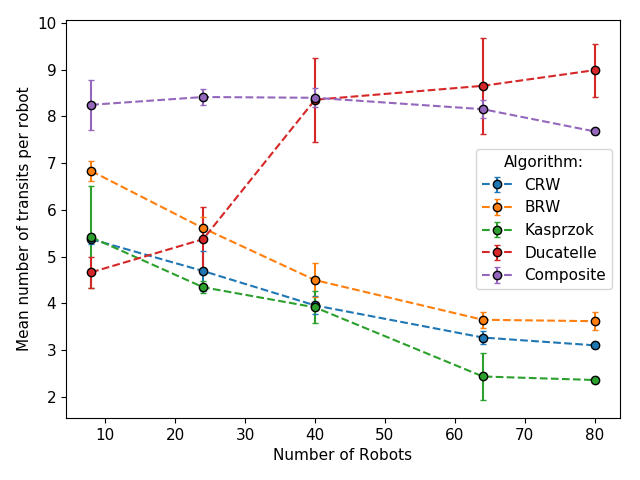 10
9
8
7
6
5
4
3
2
Mean number of transits per robot
Algorithm:
CRW
BRW
Kasprzok
Ducatelle
Composite
10 20 30 40 50 60 70 80
Number of Robots